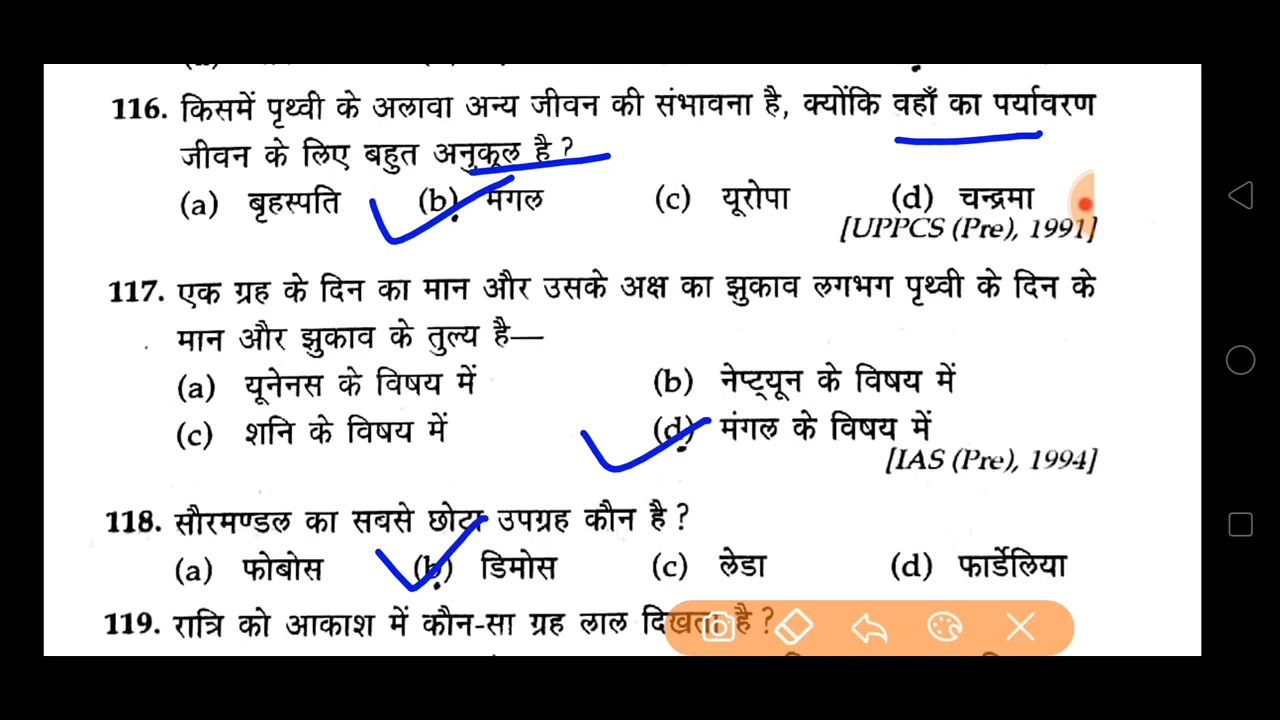 116. किसमें पृथ्वी के अलावा अन्य जीवन की संभावना है, क्योंकि वहाँ का पर्यावरण
जीवन के लिए बहुत अनुकूल है ?
(a) बृहस्पति (b) मंगल (c) यूरोपा (d) चन्द्रमा
[UPPCS (Pre), 1991]
117. एक ग्रह के दिन का मान और उसके अक्ष का झुकाव लगभग पृथ्वी के दिन के
मान और झुकाव के तुल्य है—
(a) यूनेनस के विषय में (b) नेप्ट्यून के विषय में
(c) शनि के विषय में (d) मंगल के विषय में
[IAS (Pre), 1994]
118. सौरमण्डल का सबसे छोटा उपग्रह कौन है ?
(a) फोबोस (b) डिमोस (c) लेडा (d) फार्डेलिया
119. रात्रि को आकाश में कौन-सा ग्रह लाल दिखता है ?